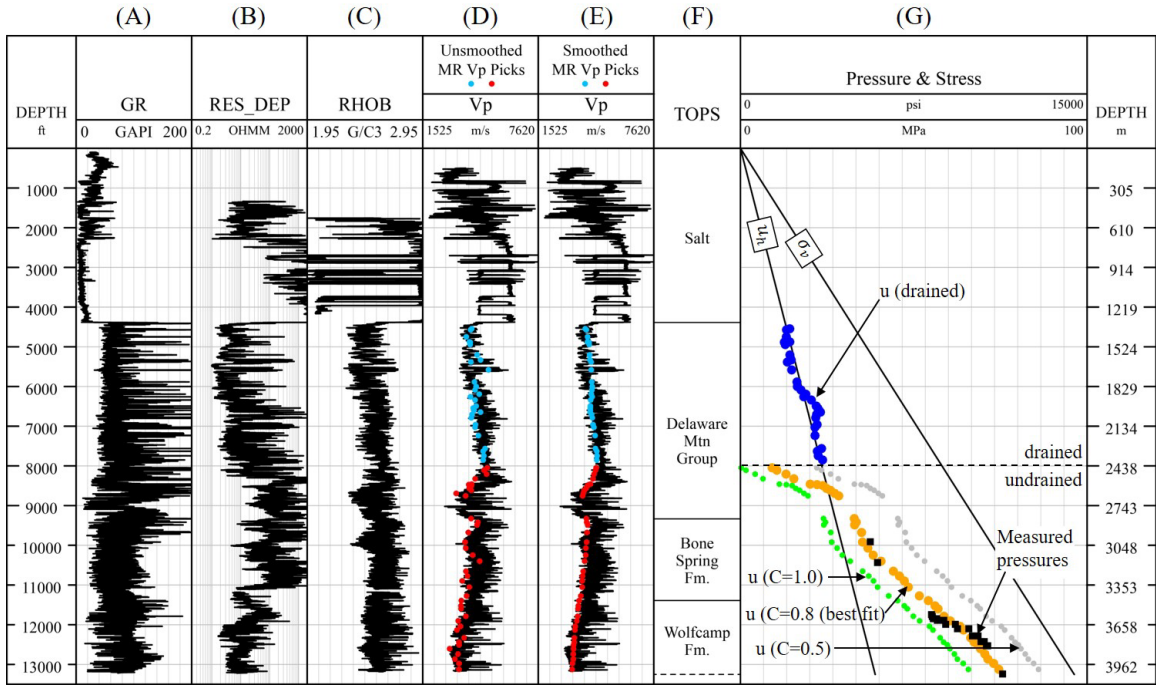 (A) (B) (C) (D) (E) (F) (G)
Unsmoothed
MR Vp Picks
Smoothed
MR Vp Picks
Pressure & Stress
DEPTH
ft
GR
0 GAPI 200
RES_DEP
0.2 OHMM 2000
RHOB
1.95 G/C3 2.95
Vp
1525 m/s 7620
Vp
1525 m/s 7620
TOPS
0 psi 15000
0 MPa 100
DEPTH
m
1000
2000
3000
4000
5000
6000
7000
8000
9000
10000
11000
12000
13000
Salt
Delaware
Mtn
Group
Bone
Spring
Fm.
Wolfcamp
Fm.
u_h
σ_v
u (drained)
drained
undrained
Measured
pressures
u (C=1.0)
u (C=0.8 (best fit)
u (C=0.5)
305
610
914
1219
1524
1829
2134
2438
2743
3048
3353
3658
3962